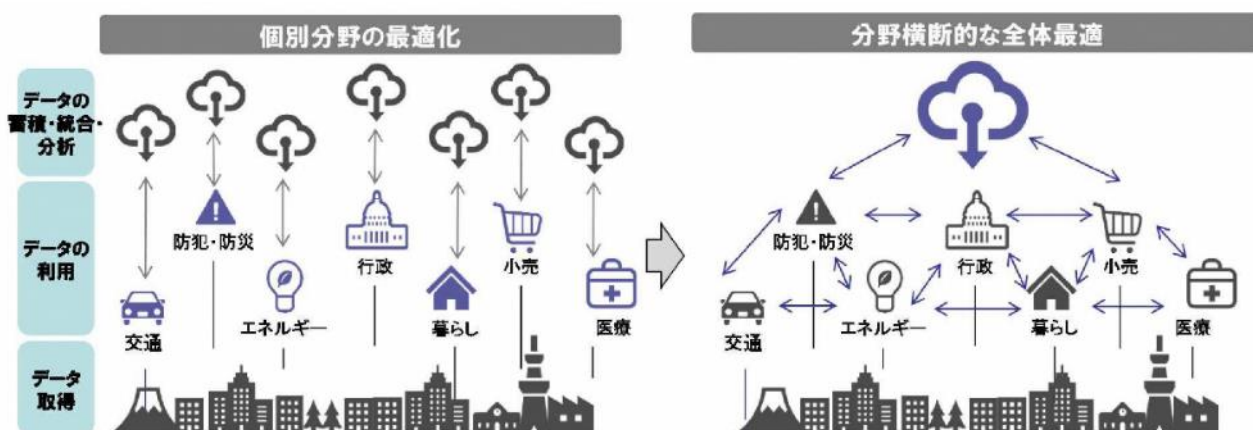 個別分野の最適化
分野横断的な全体最適
データの
蓄積・統合・
分析
データの
利用
データ
取得
防犯・防災
行政
小売
交通
エネルギー
暮らし
医療
防犯・防災
行政
小売
交通
エネルギー
暮らし
医療